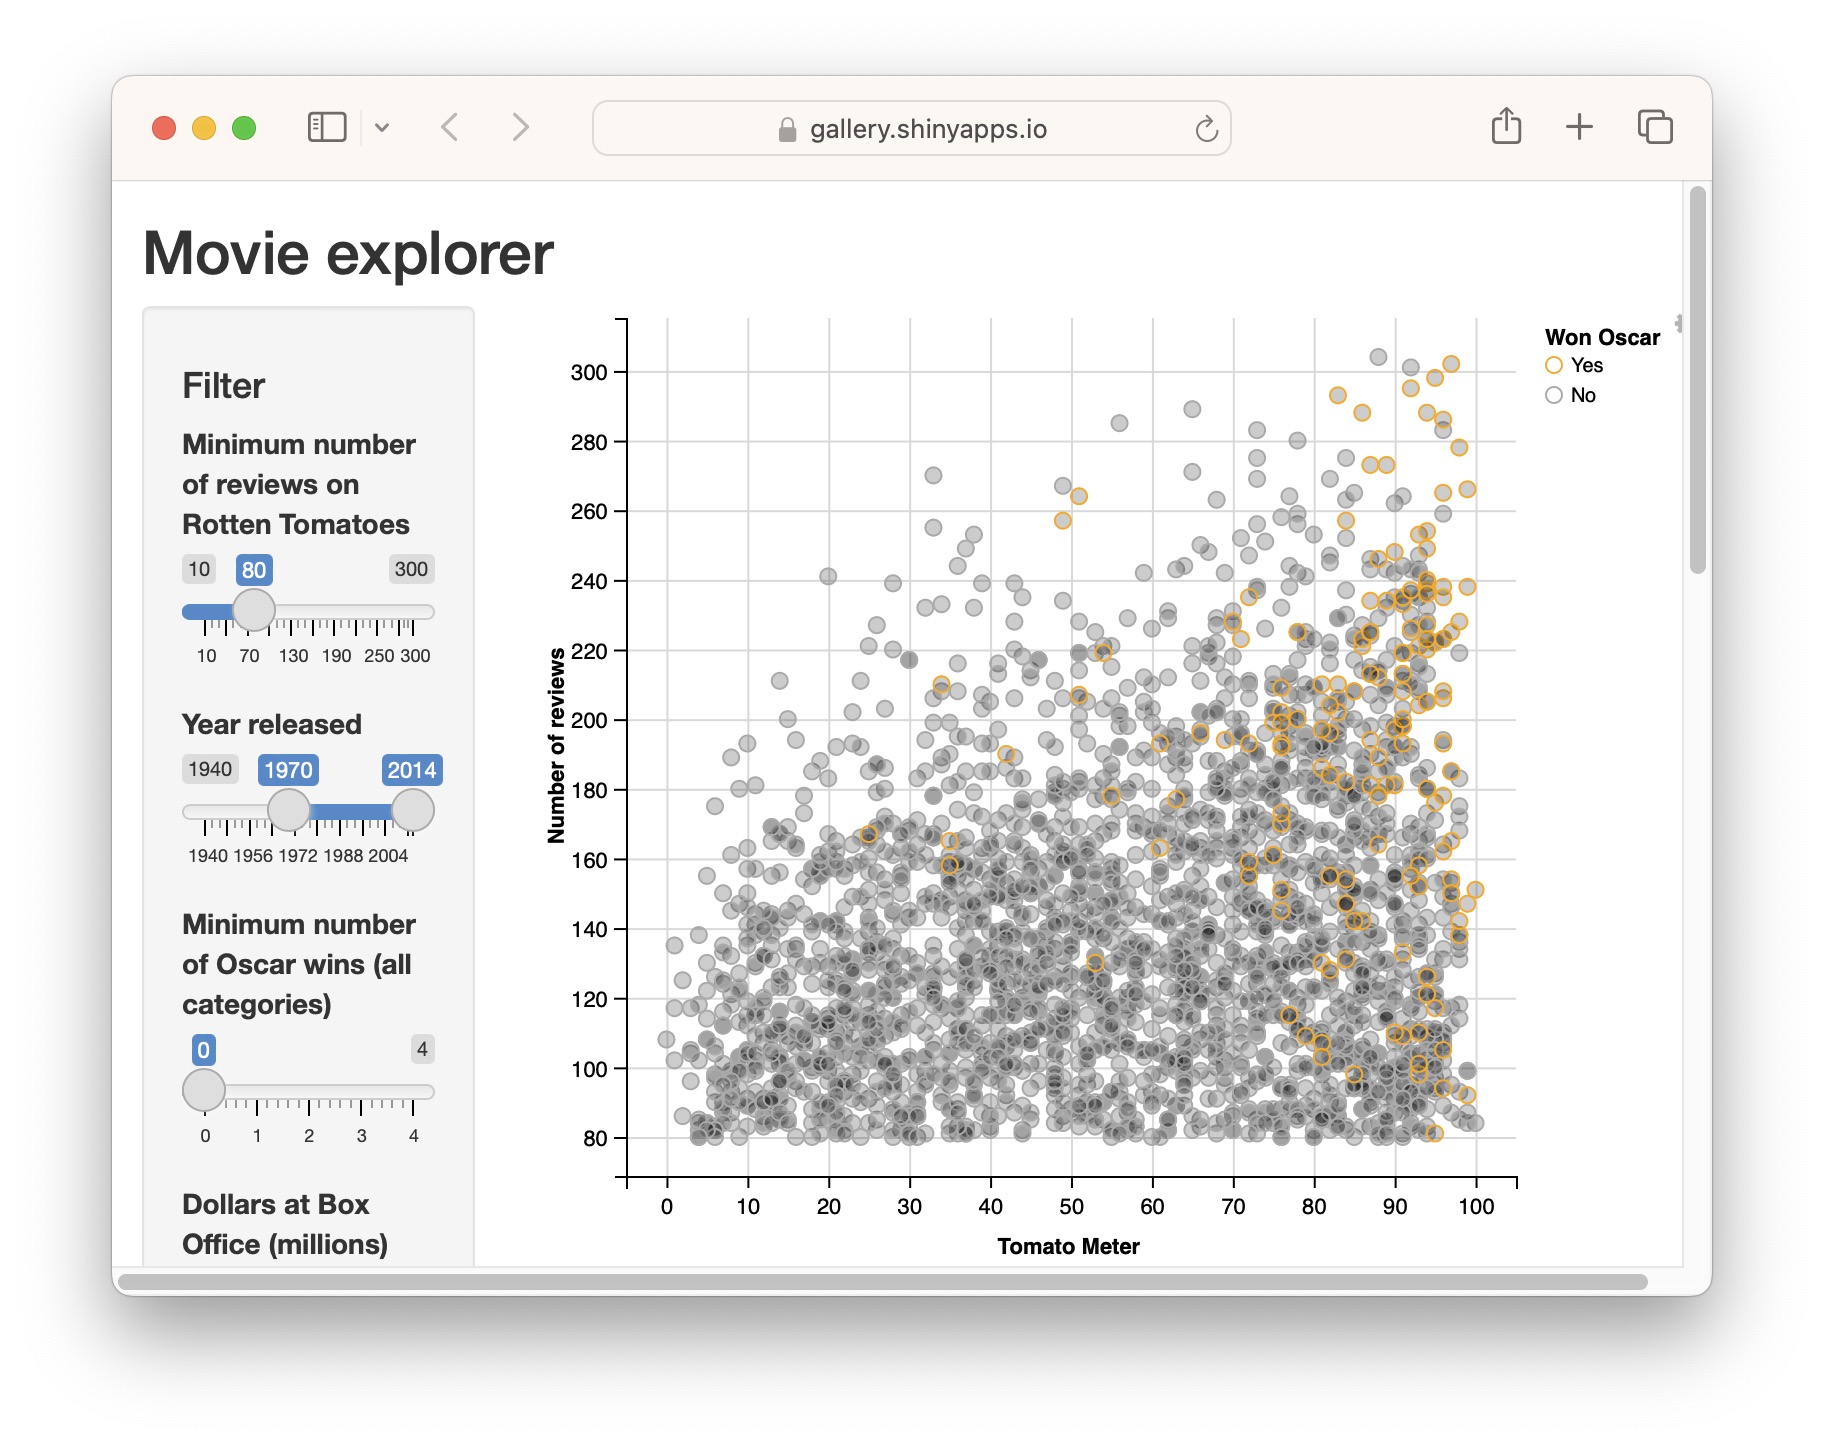 gallery.shinyapps.io
Movie explorer
Filter
Minimum number
of reviews on
Rotten Tomatoes
10 80 300
10 70 130 190 250 300
Year released
1940 1970 2014
1940 1956 1972 1988 2004
Minimum number
of Oscar wins (all
categories)
0 4
0 1 2 3 4
Dollars at Box
Office (millions)
Number of reviews
300
280
260
240
220
200
180
160
140
120
100
80
0 10 20 30 40 50 60 70 80 90 100
Tomato Meter
Won Oscar
Yes
No